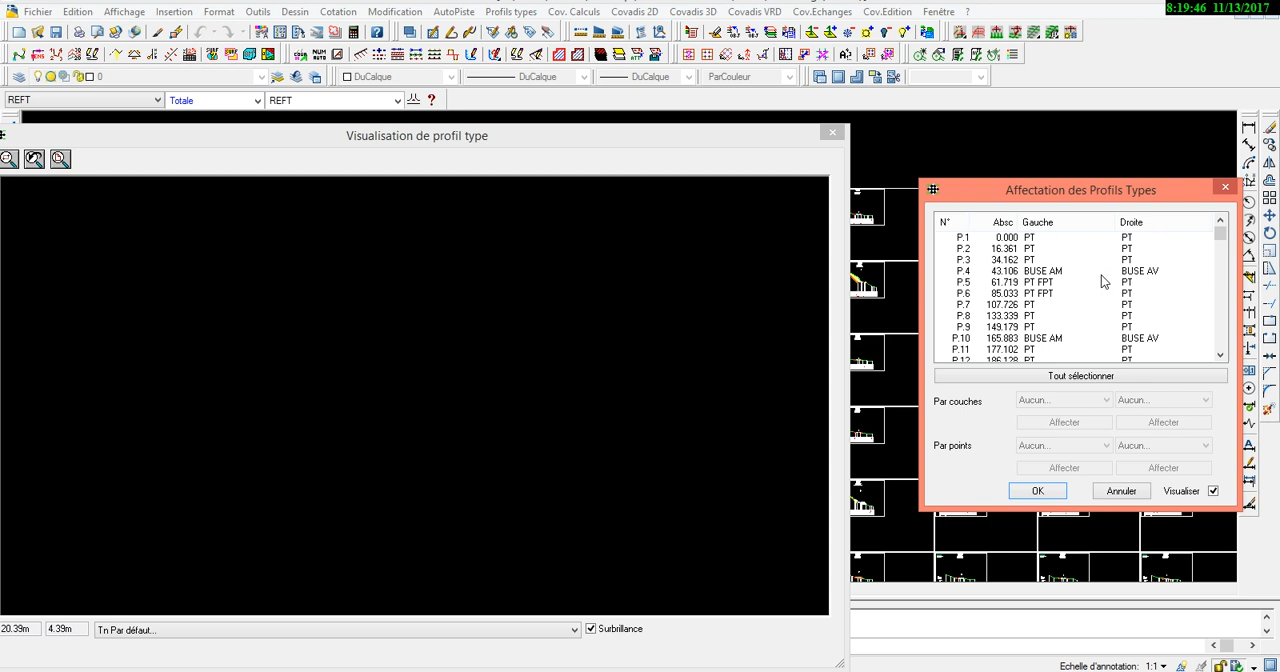 8:19:46 11/13/2017
Fichier Edition Affichage Insertion Format Outils Dessin Cotation Modification AutoPiste Profils types Cov. Calculs Covadis 2D Covadis 3D Covadis VRD Cov.Echanges Cov.Edition Fenêtre ?
0 DuCalque DuCalque DuCalque ParCouleur
REFT Totale REFT ?
Visualisation de profil type
Affectation des Profils Types
N° Absc Gauche Droite
P.1 0.000 PT PT
P.2 16.361 PT PT
P.3 34.162 PT PT
P.4 43.106 BUSE AM BUSE AV
P.5 61.719 PT FPT PT
P.6 85.033 PT FPT PT
P.7 107.726 PT PT
P.8 133.339 PT PT
P.9 149.179 PT PT
P.10 165.883 BUSE AM BUSE AV
P.11 177.102 PT PT
P.12 186.128 PT PT
Tout sélectionner
Par couches Aucun... Aucun...
Affecter Affecter
Par points Aucun... Aucun...
Affecter Affecter
OK Annuler Visualiser
20.39m 4.39m Tn Par défaut... Surbrillance
Echelle d'annotation: 1:1